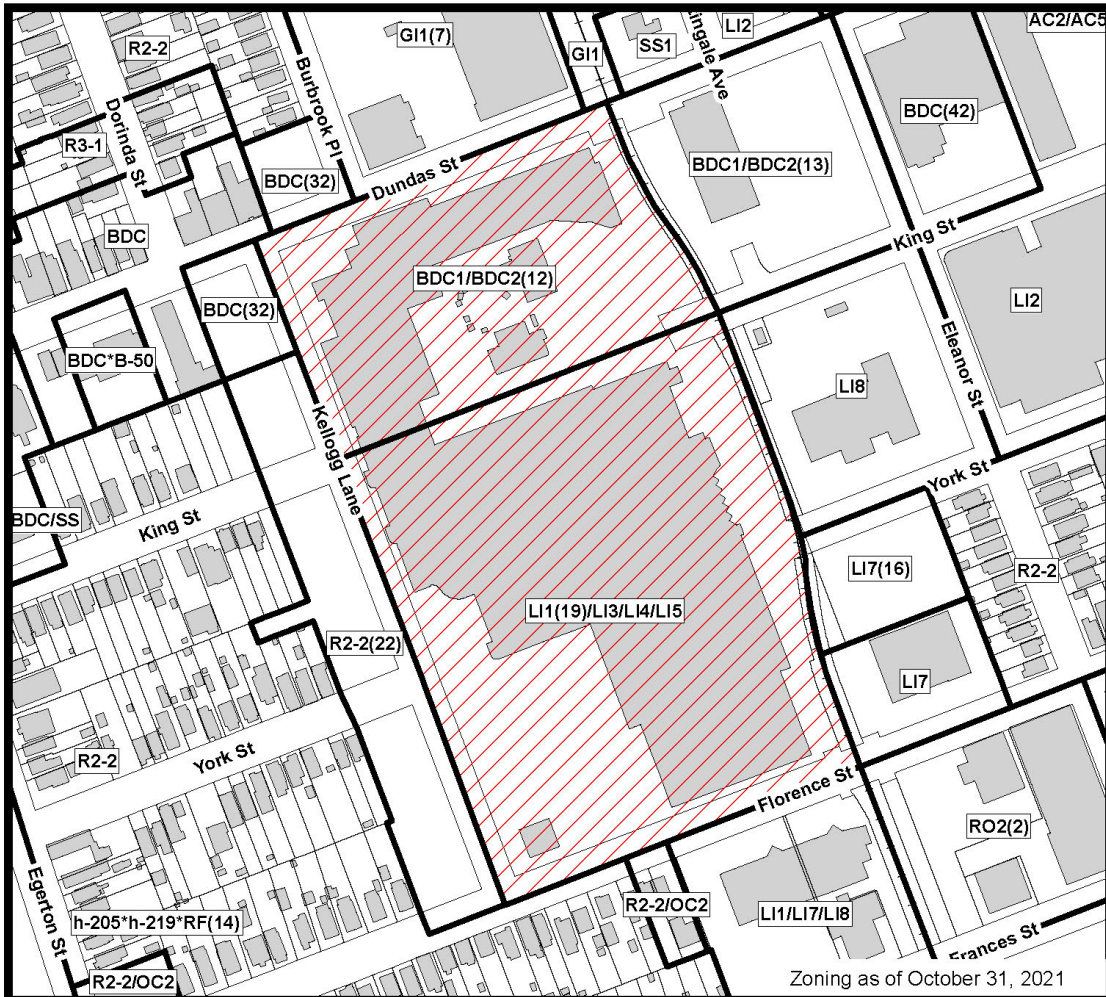 GI1(7)
GI1
SS1
LI2
AC2/AC5
R2-2
Burbrook Pl
Dorinda St
R3-1
BDC(42)
BDC(32)
Dundas St
BDC1/BDC2(13)
BDC
King St
BDC1/BDC2(12)
BDC(32)
LI2
BDC*B-50
Eleanor St
LI8
Kellogg Lane
York St
BDC/SS
King St
LI7(16)
R2-2
LI1(19)/LI3/LI4/LI5
R2-2(22)
LI7
R2-2
York St
Florence St
RO2(2)
Egerton St
h-205*h-219*RF(14)
R2-2/OC2
LI1/LI7/LI8
Frances St
R2-2/OC2
Zoning as of October 31, 2021